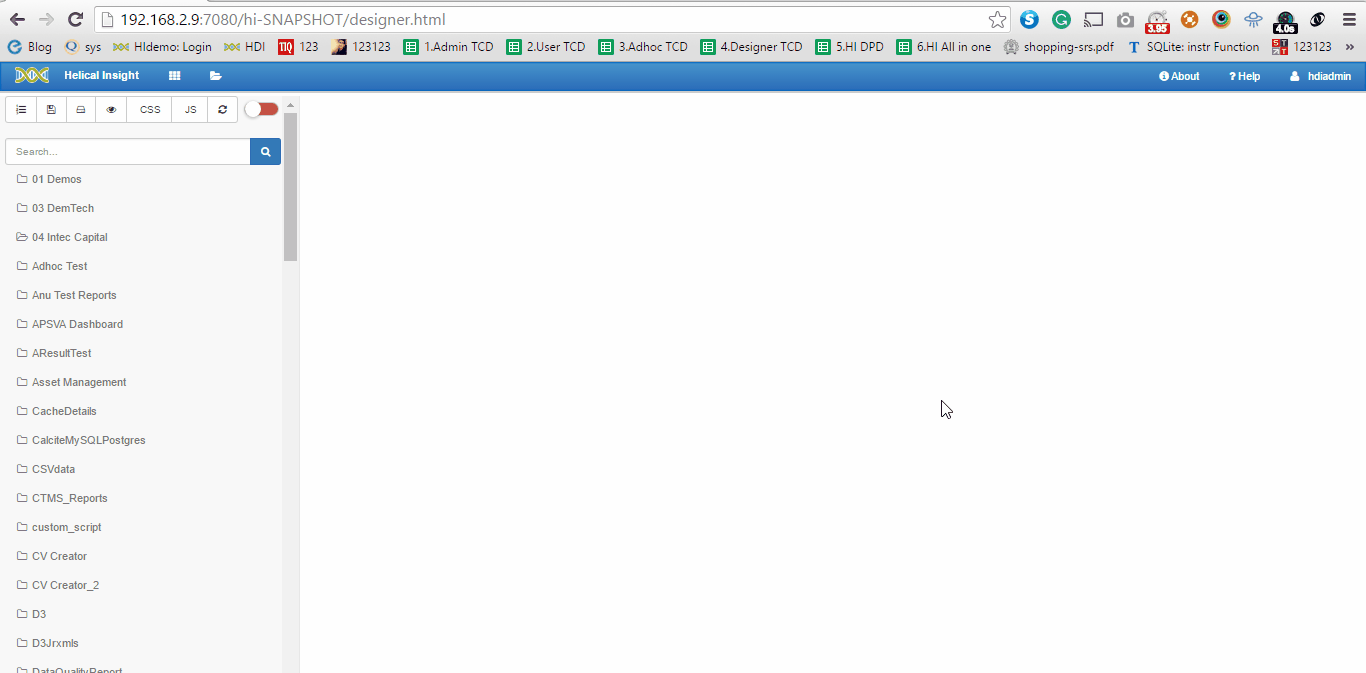 192.168.2.9:7080/hi-SNAPSHOT/designer.html
3.95
4.0s
Blog sys HIdemo: Login HDI TIQ 123 123123 1.Admin TCD 2.User TCD 3.Adhoc TCD 4.Designer TCD 5.HI DPD 6.HI All in one shopping-srs.pdf T SQLite: instr Function 123123 »
Helical Insight About ? Help hdiadmin
CSS JS
Search...
01 Demos
03 DemTech
04 Intec Capital
Adhoc Test
Anu Test Reports
APSVA Dashboard
AResultTest
Asset Management
CacheDetails
CalciteMySQLPostgres
CSVdata
CTMS_Reports
custom_script
CV Creator
CV Creator_2
D3
D3Jrxmls
DataQualityReport